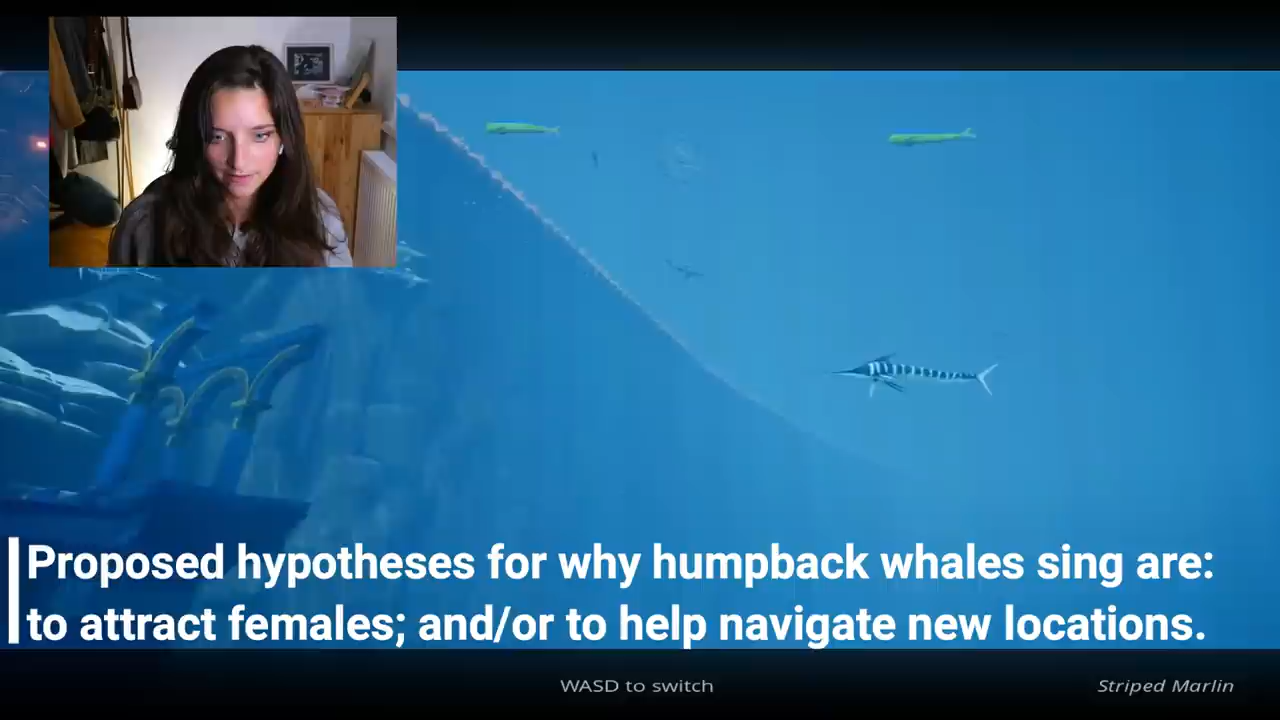 Proposed hypotheses for why humpback whales sing are:
to attract females; and/or to help navigate new locations.
WASD to switch
Striped Marlin